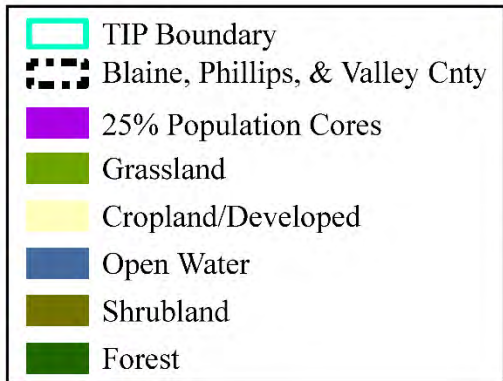 TIP Boundary
Blaine, Phillips, & Valley Cnty
25% Population Cores
Grassland
Cropland/Developed
Open Water
Shrubland
Forest